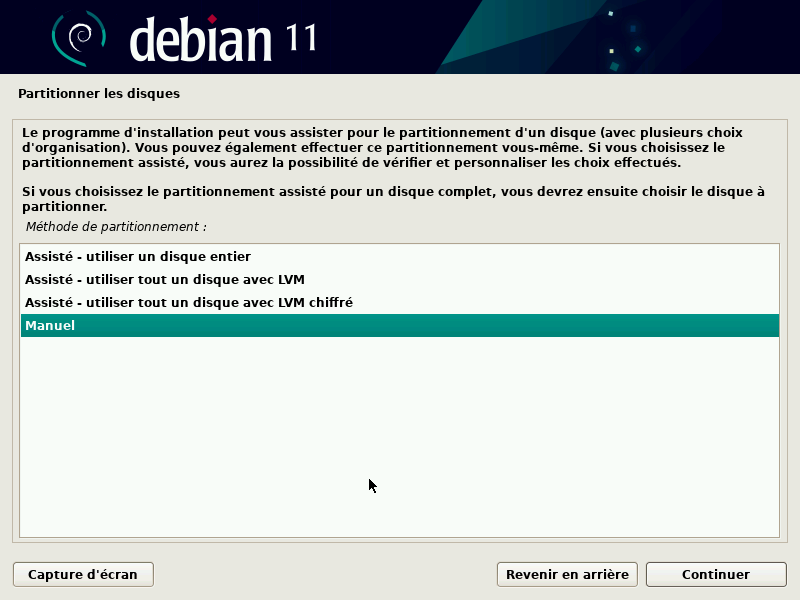 debian 11
Partitionner les disques
Le programme d'installation peut vous assister pour le partitionnement d'un disque (avec plusieurs choix
d'organisation). Vous pouvez également effectuer ce partitionnement vous-même. Si vous choisissez le
partitionnement assisté, vous aurez la possibilité de vérifier et personnaliser les choix effectués.
Si vous choisissez le partitionnement assisté pour un disque complet, vous devrez ensuite choisir le disque à
partitionner.
Méthode de partitionnement :
Assisté - utiliser un disque entier
Assisté - utiliser tout un disque avec LVM
Assisté - utiliser tout un disque avec LVM chiffré
Manuel
Capture d'écran
Revenir en arrière
Continuer